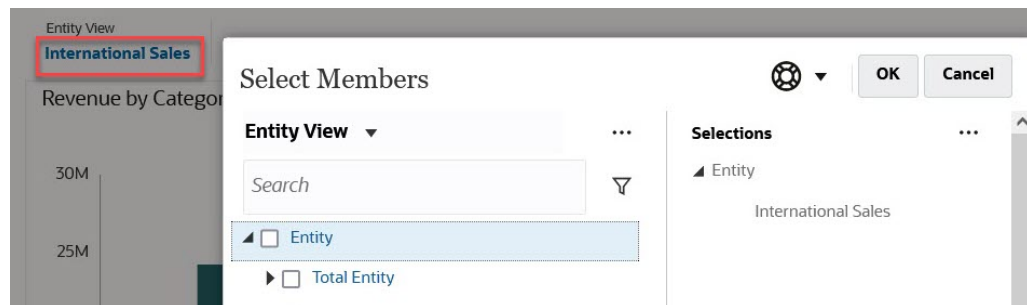 Entity View
International Sales
Revenue by Categor
30M
25M
Select Members
OK
Cancel
Entity View
...
Search
Entity
Total Entity
Selections
...
Entity
International Sales